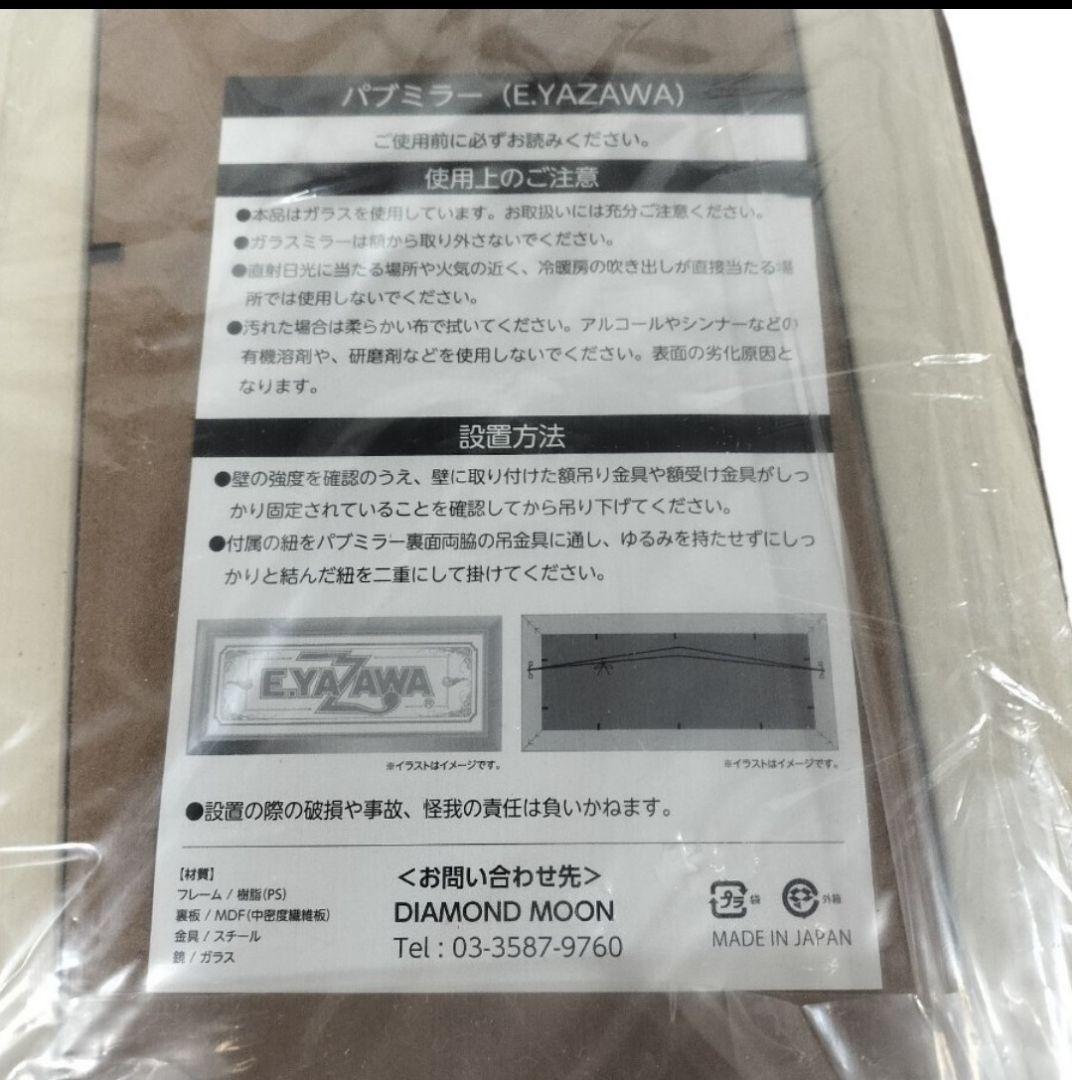 パブミラー（E.YAZAWA）
ご使用前に必ずお読みください。
使用上のご注意
●本品はガラスを使用しています。お取扱いには充分ご注意ください。
●ガラスミラーは額から取り外さないでください。
●直射日光に当たる場所や火気の近く、冷暖房の吹き出しが直接当たる場
所では使用しないでください。
●汚れた場合は柔らかい布で拭いてください。アルコールやシンナーなどの
有機溶剤や、研磨剤などを使用しないでください。表面の劣化原因と
なります。
設置方法
●壁の強度を確認のうえ、壁に取り付けた額吊り金具や額受け金具がしっ
かり固定されていることを確認してから吊り下げてください。
●付属の紐をパブミラー裏面両脇の吊金具に通し、ゆるみを持たせずにしっ
かりと結んだ紐を二重にして掛けてください。
E.YAZAWA
®
※イラストはイメージです。
※イラストはイメージです。
●設置の際の破損や事故、怪我の責任は負いかねます。
【材質】
フレーム / 樹脂(PS)
裏板 / MDF(中密度繊維板)
金具 / スチール
鏡 / ガラス
＜お問い合わせ先＞
DIAMOND MOON
Tel : 03-3587-9760
プラ 袋
外箱
MADE IN JAPAN